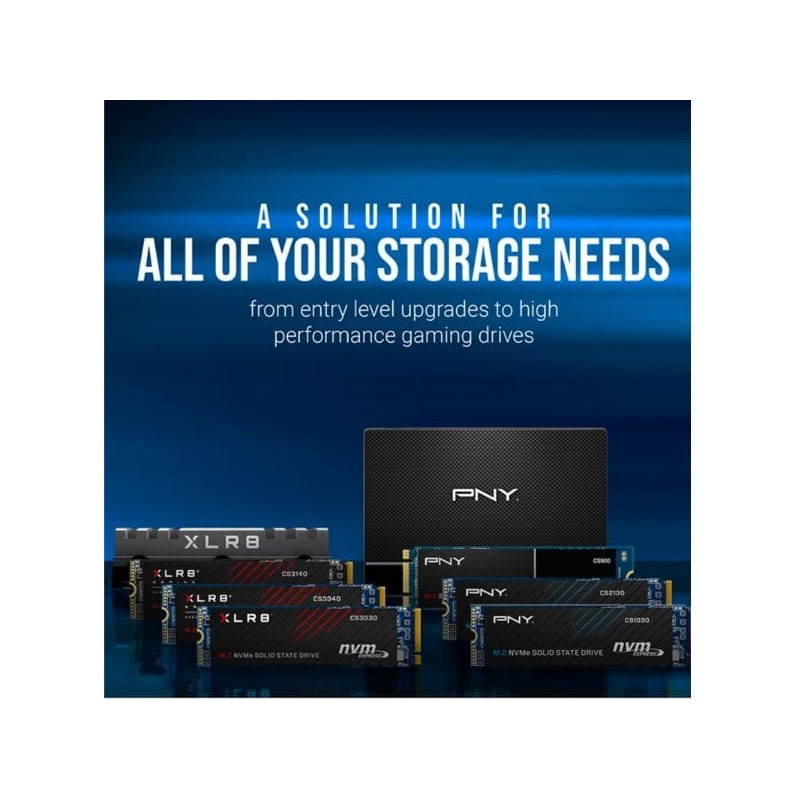 A SOLUTION FOR
ALL OF YOUR STORAGE NEEDS
from entry level upgrades to high
performance gaming drives
PNY
XLR8
XLR8
CS3140
PNY
CS900
XLR8
CS3040
CS2130
XLR8
CS3030
PNY
CS1030
M.2 NVMe SOLID STATE DRIVE
nvm
EXPRESS
M.2 NVMe SOLID STATE DRIVE
nvm
EXPRESS